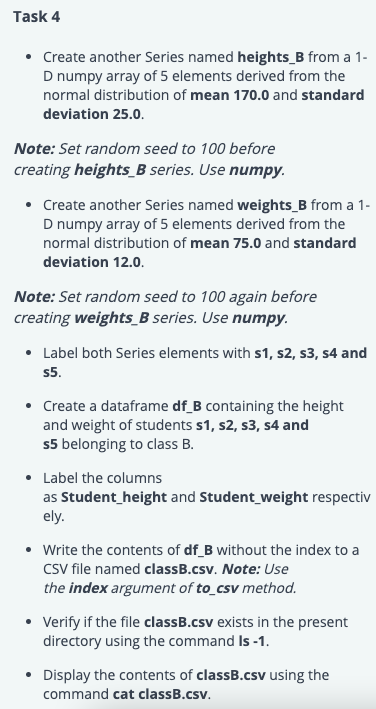 Task 4
• Create another Series named heights_B from a 1-
D numpy array of 5 elements derived from the
normal distribution of mean 170.0 and standard
deviation 25.0.
Note: Set random seed to 100 before
creating heights_B series. Use numpy.
• Create another Series named weights_B from a 1-
D numpy array of 5 elements derived from the
normal distribution of mean 75.0 and standard
deviation 12.0.
Note: Set random seed to 100 again before
creating weights_B series. Use numpy.
• Label both Series elements with s1, s2, s3, s4 and
s5.
• Create a dataframe df_B containing the height
and weight of students s1, s2, s3, s4 and
s5 belonging to class B.
• Label the columns
as Student_height and Student_weight respectiv
ely.
• Write the contents of df_B without the index to a
CSV file named classB.csv. Note: Use
the index argument of to_csv method.
• Verify if the file classB.csv exists in the present
directory using the command ls -1.
• Display the contents of classB.csv using the
command cat classB.csv.